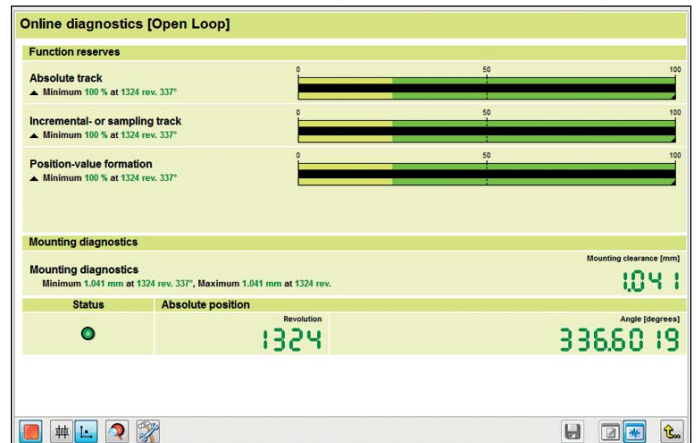 Online diagnostics [Open Loop]
Function reserves
Absolute track
Minimum 100 % at 1324 rev. 337°
0 50 100
Incremental- or sampling track
Minimum 100 % at 1324 rev. 337°
0 50 100
Position-value formation
Minimum 100 % at 1324 rev. 337°
0 50 100
Mounting diagnostics
Mounting diagnostics
Minimum 1.041 mm at 1324 rev. 337°, Maximum 1.041 mm at 1324 rev.
Mounting clearance [mm]
1.041
Status Absolute position
Revolution
1324
Angle [degrees]
336.6019